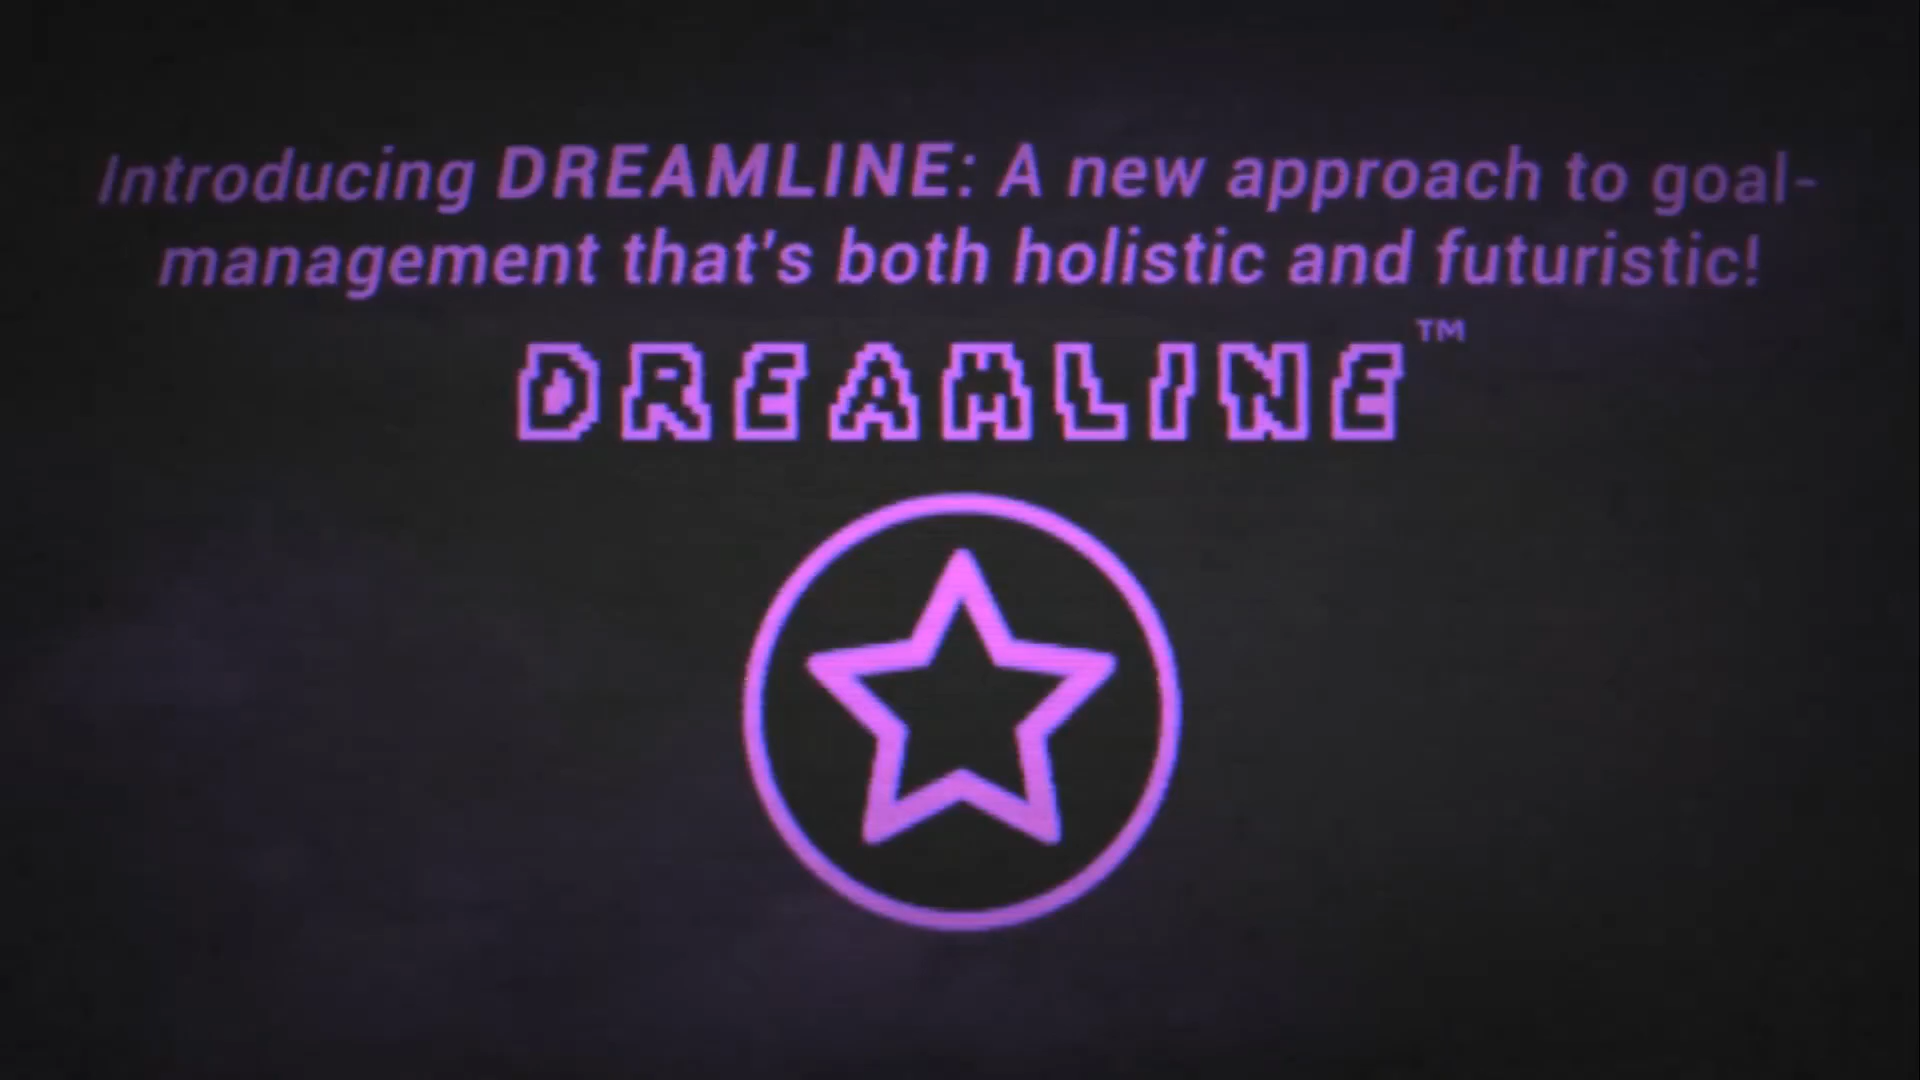 Introducing DREAMLINE: A new approach to goal-
management that's both holistic and futuristic!
DREAMLINE™